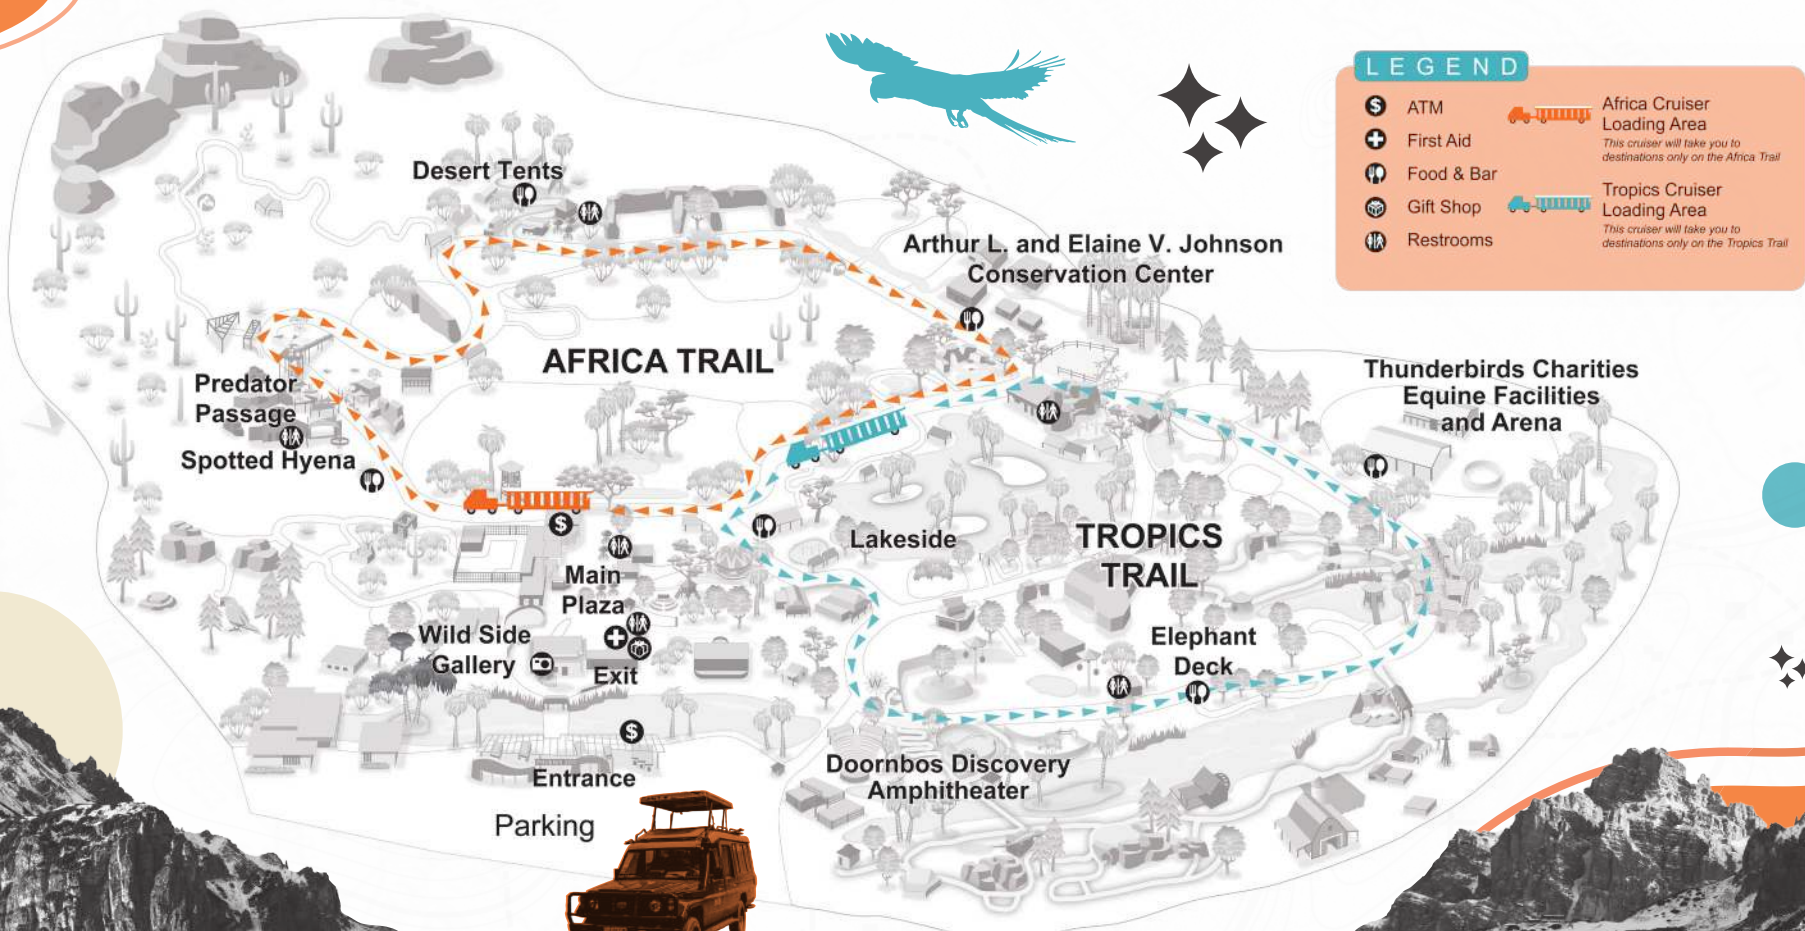 LEGEND
$ ATM
First Aid
Food & Bar
Gift Shop
Restrooms
Africa Cruiser
Loading Area
This cruiser will take you to
destinations only on the Africa Trail
Tropics Cruiser
Loading Area
This cruiser will take you to
destinations only on the Tropics Trail
Desert Tents
Arthur L. and Elaine V. Johnson
Conservation Center
AFRICA TRAIL
Thunderbirds Charities
Equine Facilities
and Arena
Predator
Passage
Spotted Hyena
$
Lakeside
TROPICS
TRAIL
Main
Plaza
Wild Side
Gallery
Exit
Elephant
Deck
$
Entrance
Doornbos Discovery
Amphitheater
Parking